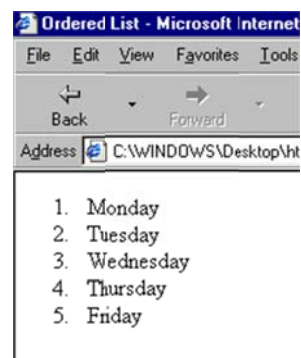 Ordered List - Microsoft Internet
File Edit View Favorites Tools
Back Forward
Address C:\WINDOWS\Desktop\ht
1. Monday
2. Tuesday
3. Wednesday
4. Thursday
5. Friday